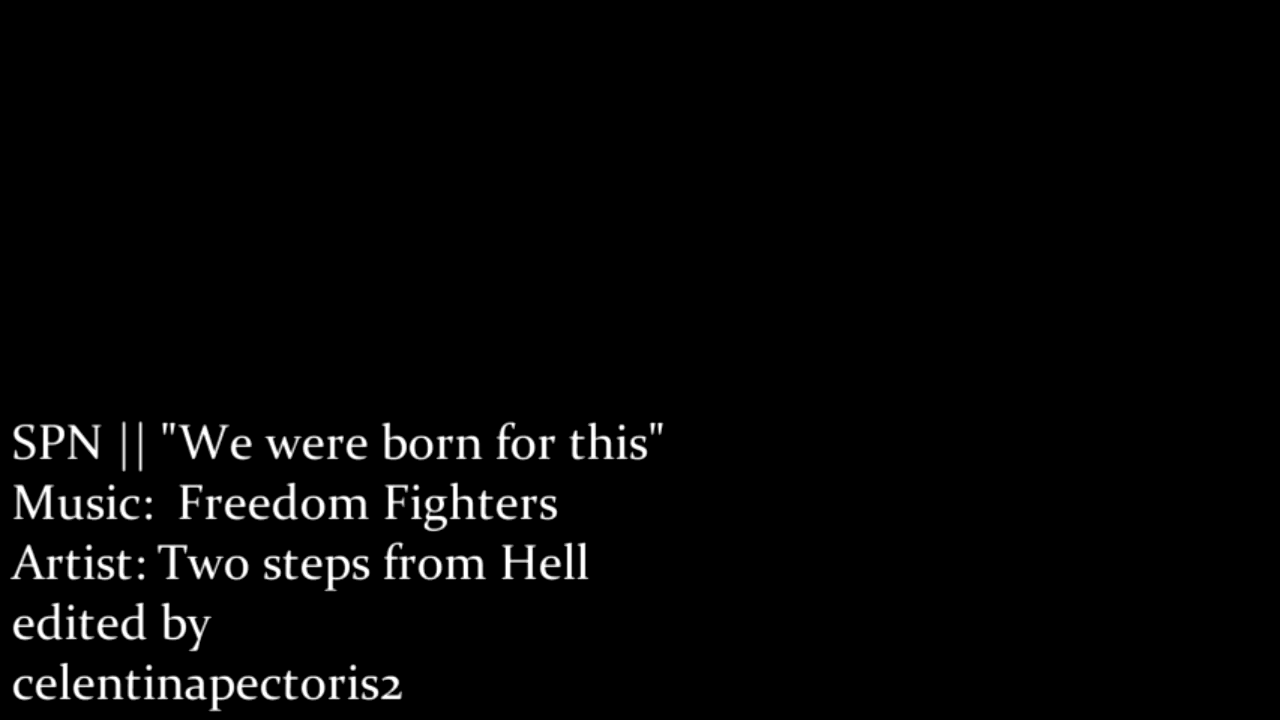 SPN || "We were born for this"
Music:  Freedom Fighters
Artist: Two steps from Hell
edited by
celentinapectoris2